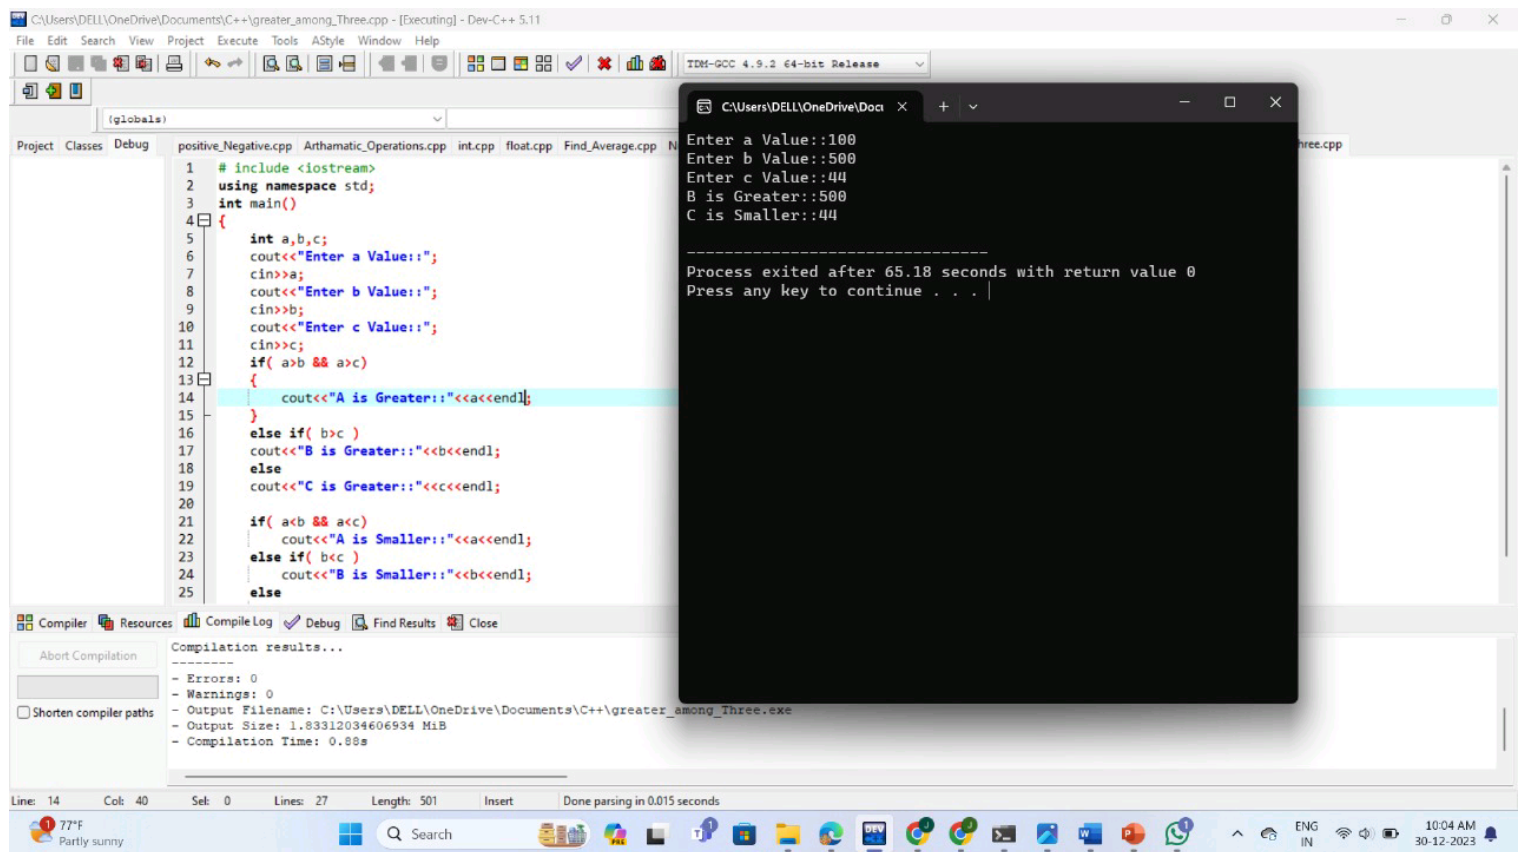 C:\Users\DELL\OneDrive\Documents\C++\greater_among_Three.cpp - [Executing] - Dev-C++ 5.11
File Edit Search View Project Execute Tools AStyle Window Help
TDM-GCC 4.9.2 64-bit Release
(globals)
Project Classes Debug
positive_Negative.cpp Arthamatic_Operations.cpp int.cpp float.cpp Find_Average.cpp N
hree.cpp
1 # include <iostream>
2 using namespace std;
3 int main()
4 {
5 int a,b,c;
6 cout<<"Enter a Value::";
7 cin>>a;
8 cout<<"Enter b Value::";
9 cin>>b;
10 cout<<"Enter c Value::";
11 cin>>c;
12 if( a>b && a>c)
13 {
14 cout<<"A is Greater::"<<a<<endl;
15 }
16 else if( b>c )
17 cout<<"B is Greater::"<<b<<endl;
18 else
19 cout<<"C is Greater::"<<c<<endl;
20
21 if( a<b && a<c)
22 cout<<"A is Smaller::"<<a<<endl;
23 else if( b<c )
24 cout<<"B is Smaller::"<<b<<endl;
25 else
C:\Users\DELL\OneDrive\Docu
Enter a Value::100
Enter b Value::500
Enter c Value::44
B is Greater::500
C is Smaller::44
--------------------------------
Process exited after 65.18 seconds with return value 0
Press any key to continue . . .
Compiler Resources Compile Log Debug Find Results Close
Abort Compilation
Shorten compiler paths
Compilation results...
--------
- Errors: 0
- Warnings: 0
- Output Filename: C:\Users\DELL\OneDrive\Documents\C++\greater_among_Three.exe
- Output Size: 1.83312034606934 MiB
- Compilation Time: 0.88s
Line: 14 Col: 40 Sel: 0 Lines: 27 Length: 501 Insert Done parsing in 0.015 seconds
1 77°F
Partly sunny
Search
PRE
DEV
1
ENG
IN
10:04 AM
30-12-2023